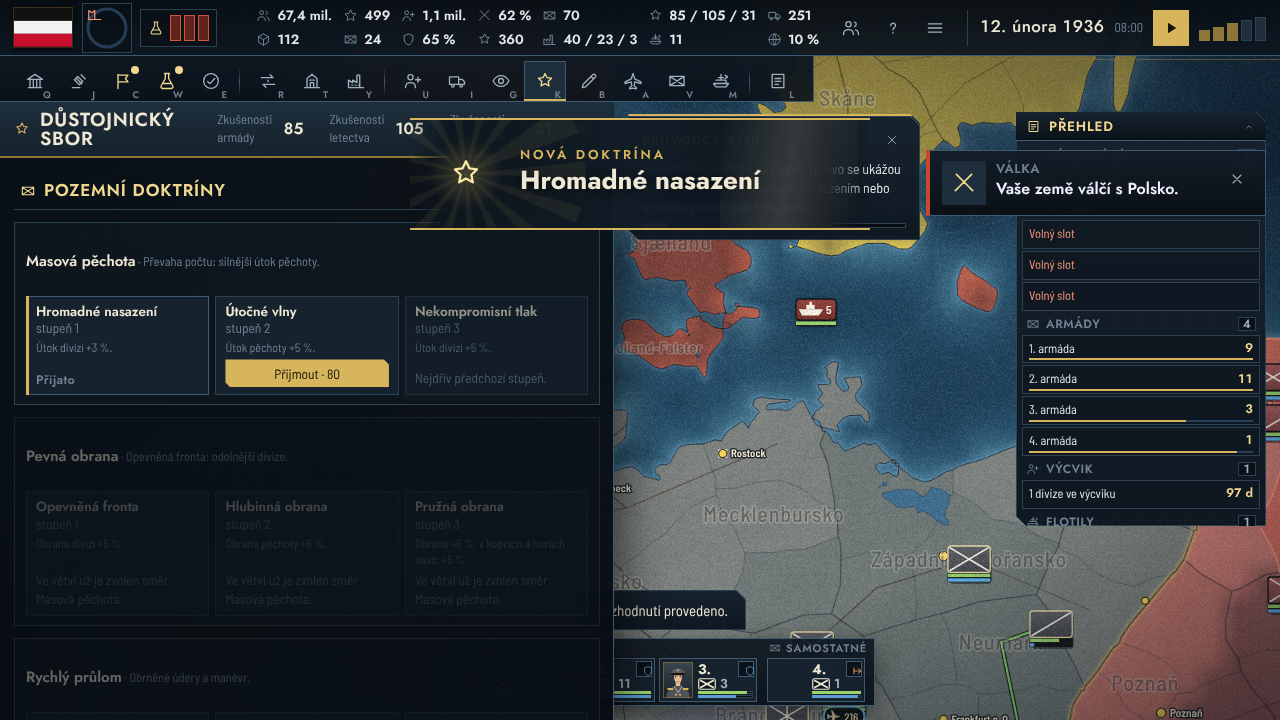 67,4 mil.
499
1,1 mil.
62 %
70
85 / 105 / 31
251
112
24
65 %
360
40 / 23 / 3
11
10 %
?
12. února 1936
08:00
Q
J
C
W
E
R
T
Y
U
I
G
K
B
A
V
M
L
DŮSTOJNICKÝ
SBOR
Zkušenosti
armády
85
Zkušenosti
letectva
105
31
POZEMNÍ DOKTRÍNY
NOVÁ DOKTRÍNA
Hromadné nasazení
se ukážou
nebo
PŘEHLED
VÁLKA
Vaše země válčí s Polskem.
Volný slot
Volný slot
Volný slot
ARMÁDY
4
1. armáda
9
2. armáda
11
3. armáda
3
4. armáda
1
VÝCVIK
1
1 divize ve výcviku
97 d
FLOTILY
1
Masová pěchota · Převaha počtu: silnější útok pěchoty.
Hromadné nasazení
stupeň 1
Útok divizí +3 %.
Přijato
Útočné vlny
stupeň 2
Útok pěchoty +5 %.
Přijmout · 80
Nekompromisní tlak
stupeň 3
Útok divizí +5 %.
Nejdřív předchozí stupeň.
Pevná obrana · Opevněná fronta: odolnější divize.
Opevněná fronta
stupeň 1
Obrana divizí +5 %.
Ve větvi už je zvolen směr
Masová pěchota.
Hlubinná obrana
stupeň 2
Obrana pěchoty +6 %.
Ve větvi už je zvolen směr
Masová pěchota.
Pružná obrana
stupeň 3
Obrana +6 %, v kopcích a horách
navíc +5 %.
Ve větvi už je zvolen směr
Masová pěchota.
Rychlý průlom · Obrněné údery a manévr.
Skåne
Sjælland
5
Rostock
Mecklenbursko
Poznaň
Poznaň
Frankfurt n. O.
216
provedeno.
SAMOSTATNÉ
11
3.
3
4.
1